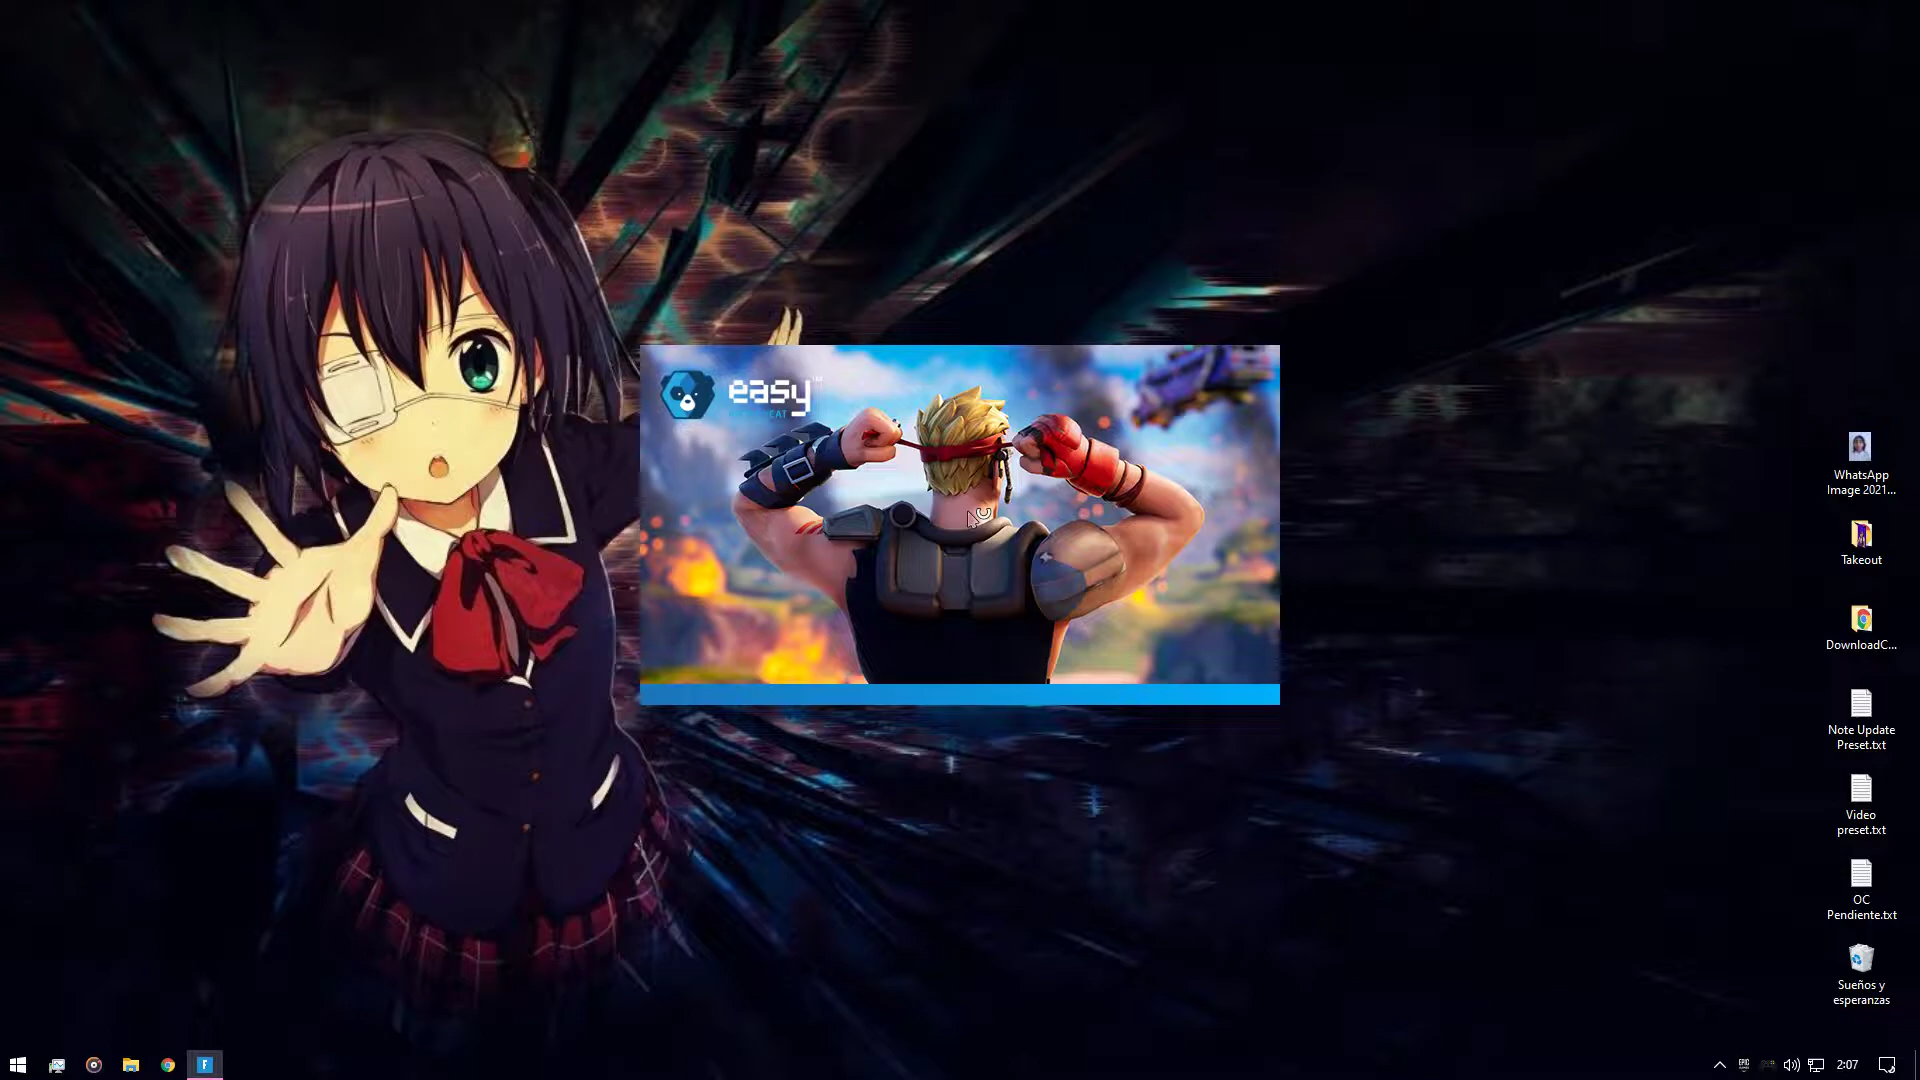 easy
WhatsApp
Image 2021...
Takeout
DownloadC...
Note Update
Preset.txt
Video
preset.txt
OC
Pendiente.txt
Sueños y
esperanzas
F
EPIC
2:07